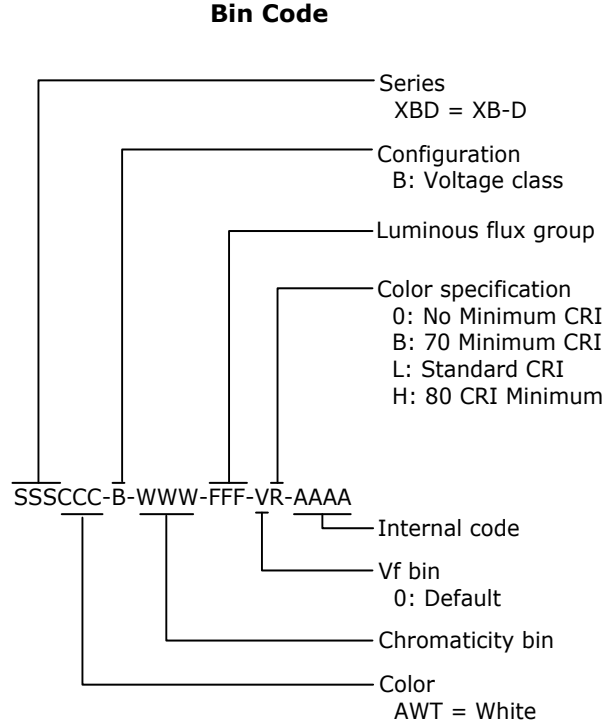 Bin Code
Series
XBD = XB-D
Configuration
B: Voltage class
Luminous flux group
Color specification
0: No Minimum CRI
B: 70 Minimum CRI
L: Standard CRI
H: 80 CRI Minimum
SSSCCC-B-WWW-FFF-VR-AAAA
Internal code
Vf bin
0: Default
Chromaticity bin
Color
AWT = White